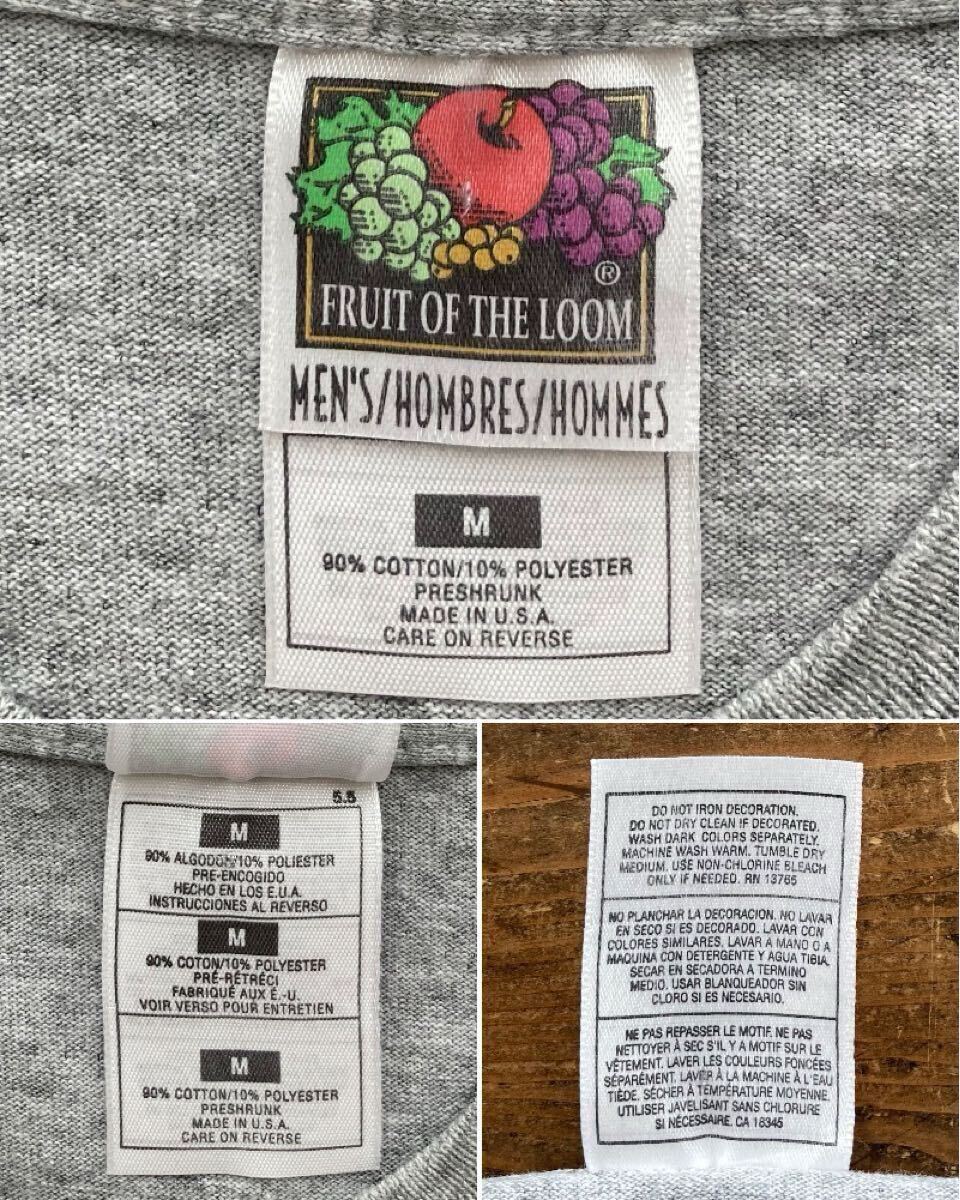 ®
FRUIT OF THE LOOM
MEN'S/HOMBRES/HOMMES
M
90% COTTON/10% POLYESTER
PRESHRUNK
MADE IN U.S.A.
CARE ON REVERSE
5.5
M
90% ALGODON/10% POLIESTER
PRE-ENCOGIDO
HECHO EN LOS E.U.A.
INSTRUCCIONES AL REVERSO
M
90% COTON/10% POLYESTER
PRÉ-RÉTRÉCI
FABRIQUÉ AUX É.-U.
VOIR VERSO POUR ENTRETIEN
M
90% COTTON/10% POLYESTER
PRESHRUNK
MADE IN U.S.A.
CARE ON REVERSE
DO NOT IRON DECORATION.
DO NOT DRY CLEAN IF DECORATED.
WASH DARK COLORS SEPARATELY.
MACHINE WASH WARM. TUMBLE DRY
MEDIUM. USE NON-CHLORINE BLEACH
ONLY IF NEEDED. RN 13765
NO PLANCHAR LA DECORACION. NO LAVAR
EN SECO SI ES DECORADO. LAVAR CON
COLORES SIMILARES. LAVAR A MANO O A
MAQUINA CON DETERGENTE Y AGUA TIBIA.
SECAR EN SECADORA A TERMINO
MEDIO. USAR BLANQUEADOR SIN
CLORO SI ES NECESARIO.
NE PAS REPASSER LE MOTIF. NE PAS
NETTOYER À SEC S'IL Y A MOTIF SUR LE
VÊTEMENT. LAVER LES COULEURS FONCÉES
SÉPARÉMENT. LAVER À LA MACHINE À L'EAU
TIÈDE. SÉCHER À TEMPÉRATURE MOYENNE.
UTILISER JAVELISANT SANS CHLORURE
SI NÉCESSAIRE. CA 18345